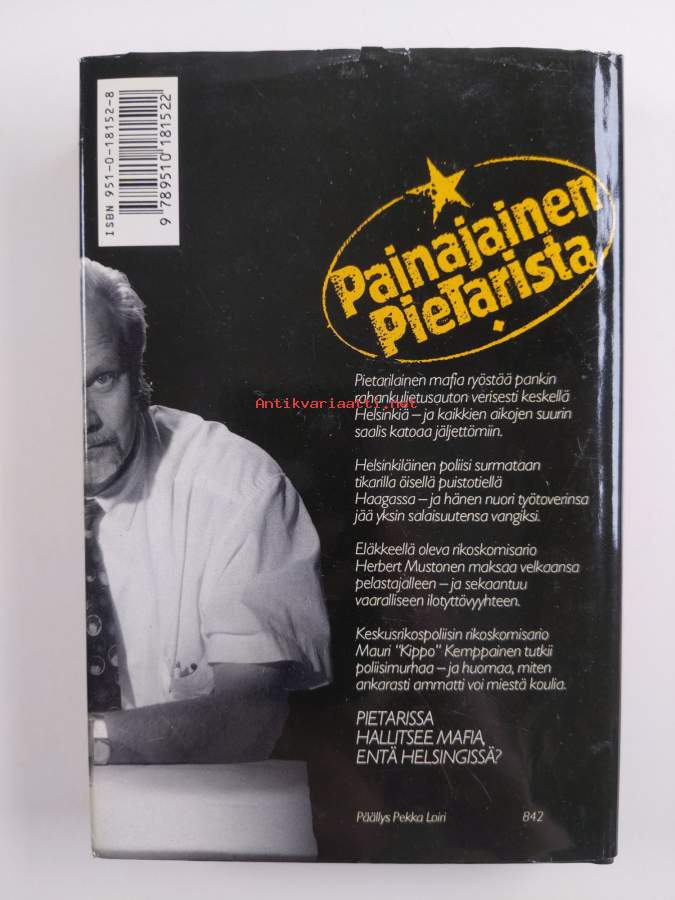 ISBN 951-0-18152-8
9 789510 181522
Painajainen
Pietarista
Pietarilainen mafia ryöstää pankin
rahankuljetusauton verisesti keskellä
Antikvariaatti.net
Helsinkiä – ja kaikkien aikojen suurin
saalis katoaa jäljettömiin.
Helsinkiläinen poliisi surmataan
tikarilla öisellä puistotiellä
Haagassa – ja hänen nuori työtoverinsa
jää yksin salaisuutensa vangiksi.
Eläkkeellä oleva rikoskomisario
Herbert Mustonen maksaa velkaansa
pelastajalleen – ja sekaantuu
vaaralliseen ilotyttövyyhteen.
Keskusrikospoliisin rikoskomisario
Mauri "Kippo" Kemppainen tutkii
poliisimurhaa – ja huomaa, miten
ankarasti ammatti voi miestä koulia.
PIETARISSA
HALLITSEE MAFIA,
ENTÄ HELSINGISSÄ?
Päällys Pekka Loiri 842